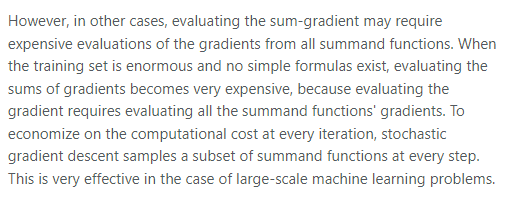 However, in other cases, evaluating the sum-gradient may require
expensive evaluations of the gradients from all summand functions. When
the training set is enormous and no simple formulas exist, evaluating the
sums of gradients becomes very expensive, because evaluating the
gradient requires evaluating all the summand functions' gradients. To
economize on the computational cost at every iteration, stochastic
gradient descent samples a subset of summand functions at every step.
This is very effective in the case of large-scale machine learning problems.